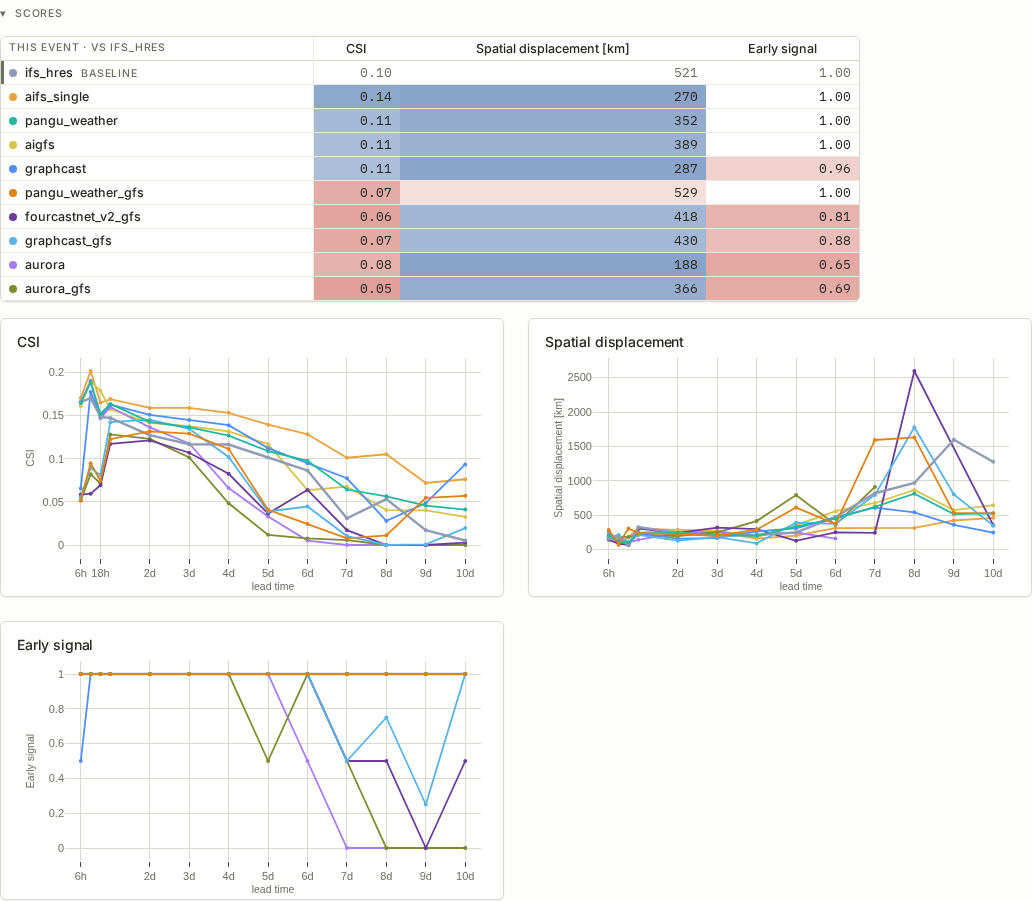 ▾ SCORES
THIS EVENT · VS IFS_HRES CSI Spatial displacement [km] Early signal
ifs_hres BASELINE 0.10 521 1.00
aifs_single 0.14 270 1.00
pangu_weather 0.11 352 1.00
aigfs 0.11 389 1.00
graphcast 0.11 287 0.96
pangu_weather_gfs 0.07 529 1.00
fourcastnet_v2_gfs 0.06 418 0.81
graphcast_gfs 0.07 430 0.88
aurora 0.08 188 0.65
aurora_gfs 0.05 366 0.69
CSI
0.2
0.15
0.1
0.05
0
CSI
6h 18h 2d 3d 4d 5d 6d 7d 8d 9d 10d
lead time
Spatial displacement
2500
2000
1500
1000
500
0
Spatial displacement [km]
6h 2d 3d 4d 5d 6d 7d 8d 9d 10d
lead time
Early signal
1
0.8
0.6
0.4
0.2
0
Early signal
6h 2d 3d 4d 5d 6d 7d 8d 9d 10d
lead time